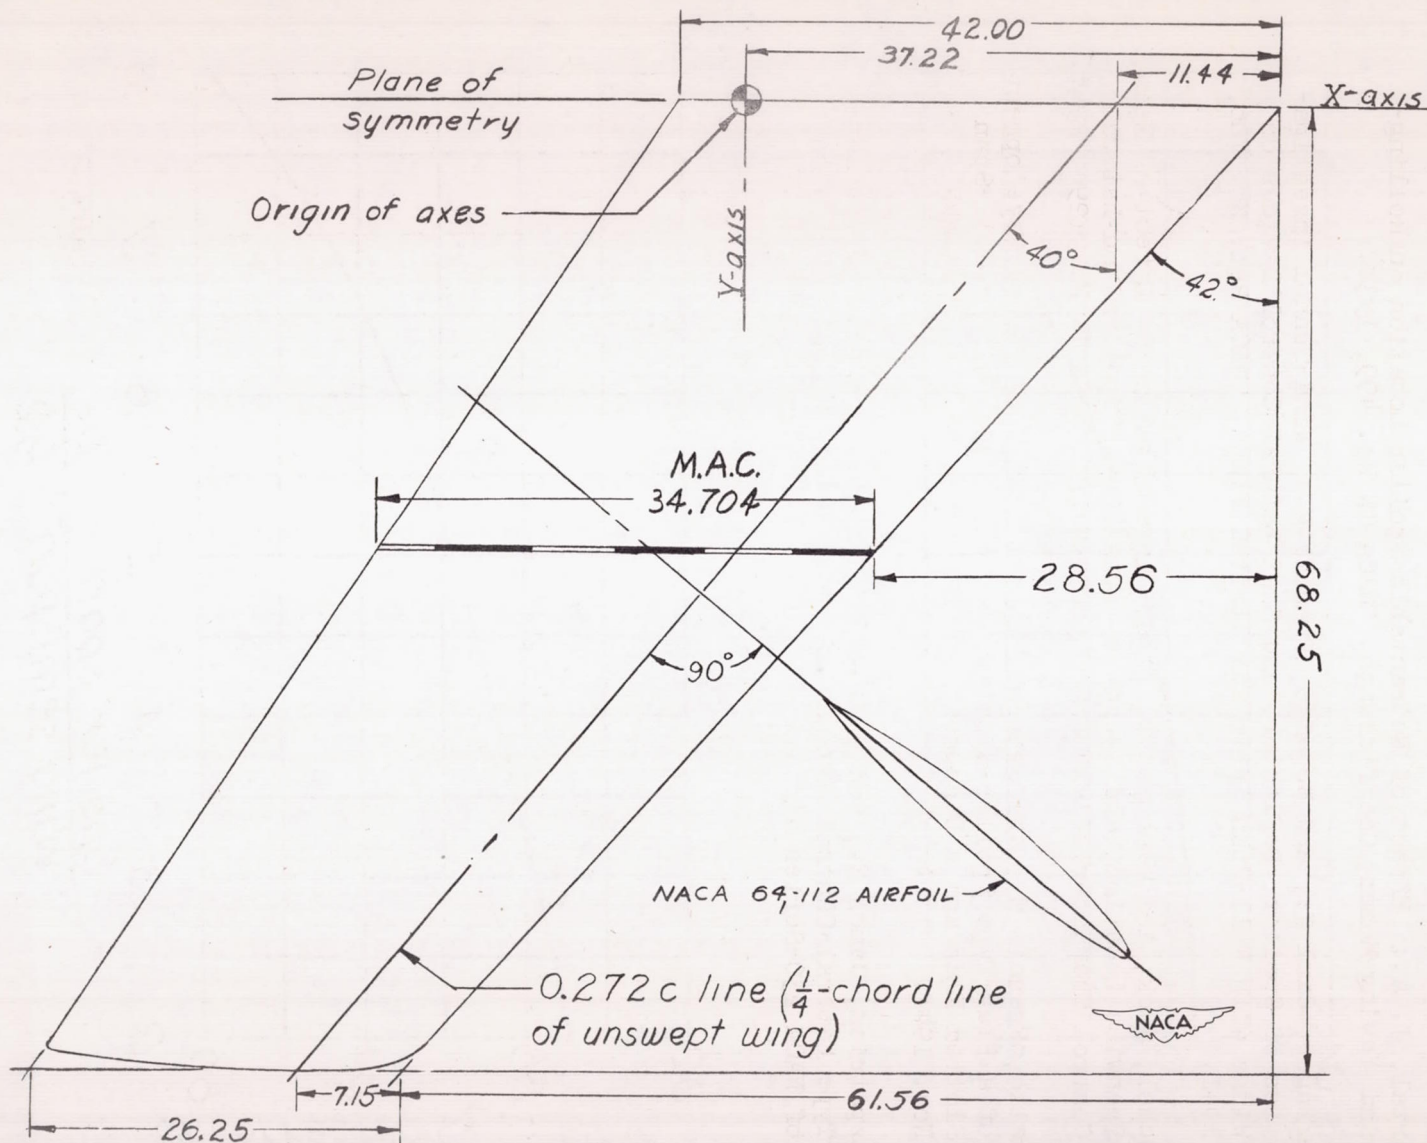 42.00
37.22
11.44
Plane of
symmetry
X-axis
Origin of axes
Y-axis
40°
42°
M.A.C.
34.704
28.56
68.25
90°
NACA 64,-112 AIRFOIL
0.272 c line (1/4-chord line
of unswept wing)
NACA
7.15
61.56
26.25